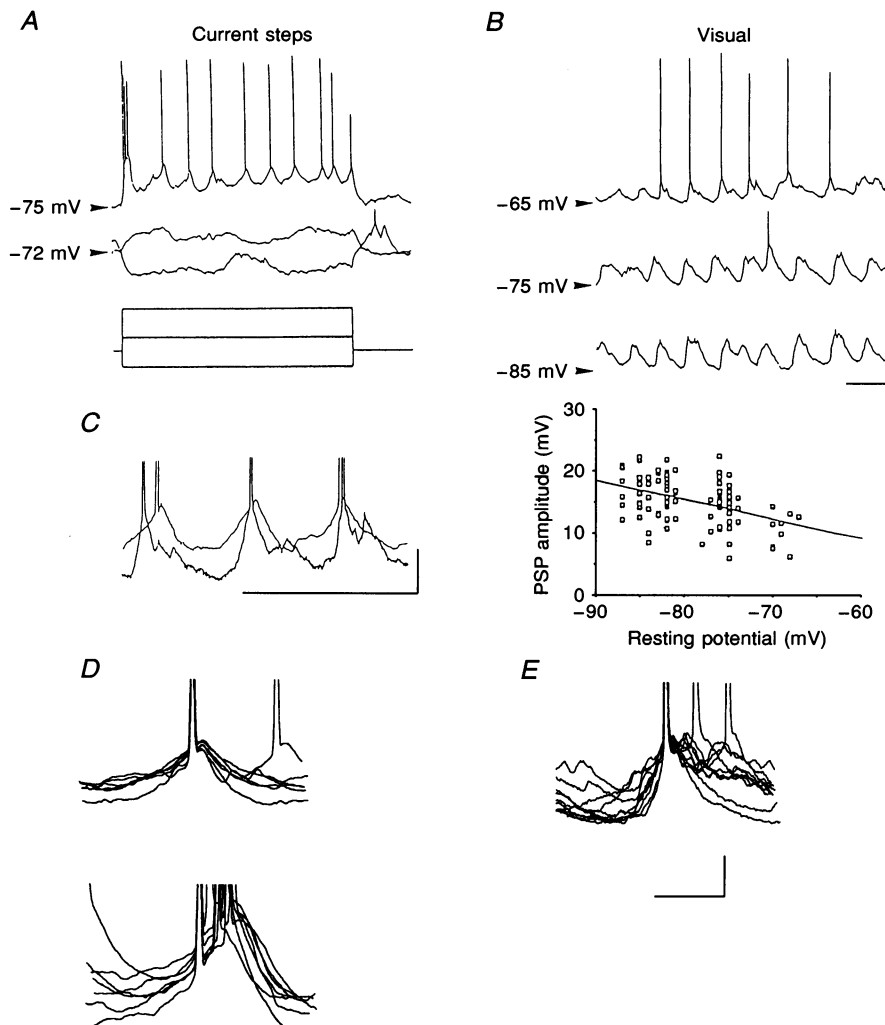 A
Current steps
B
Visual
−75 mV
−72 mV
−65 mV
−75 mV
−85 mV
C
30
20
10
0
PSP amplitude (mV)
−90
−80
−70
−60
Resting potential (mV)
D
E